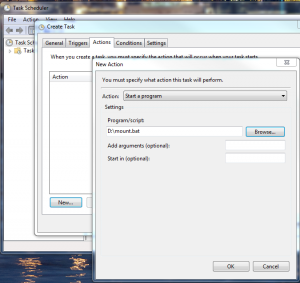 Task Scheduler
File Action View Help
Create Task
Task Sch
Task
General Triggers Actions Conditions Settings
When you create a task, you must specify the action that will occur when your task starts.
Action
New...
New Action
You must specify what action this task will perform.
Action: Start a program
Settings
Program/script:
D:\mount.bat
Browse...
Add arguments (optional):
Start in (optional):
OK Cancel